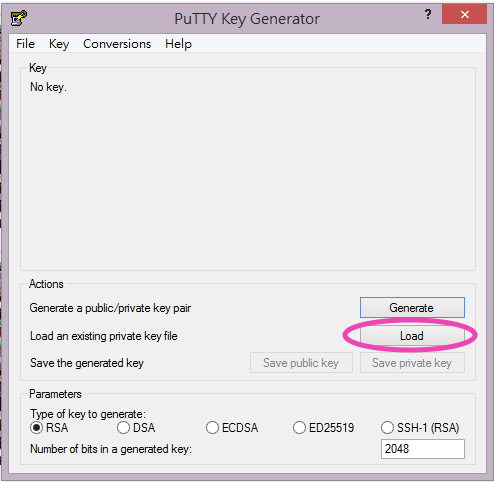 PuTTY Key Generator ?
File Key Conversions Help
Key
No key.
Actions
Generate a public/private key pair Generate
Load an existing private key file Load
Save the generated key Save public key Save private key
Parameters
Type of key to generate:
RSA DSA ECDSA ED25519 SSH-1 (RSA)
Number of bits in a generated key: 2048